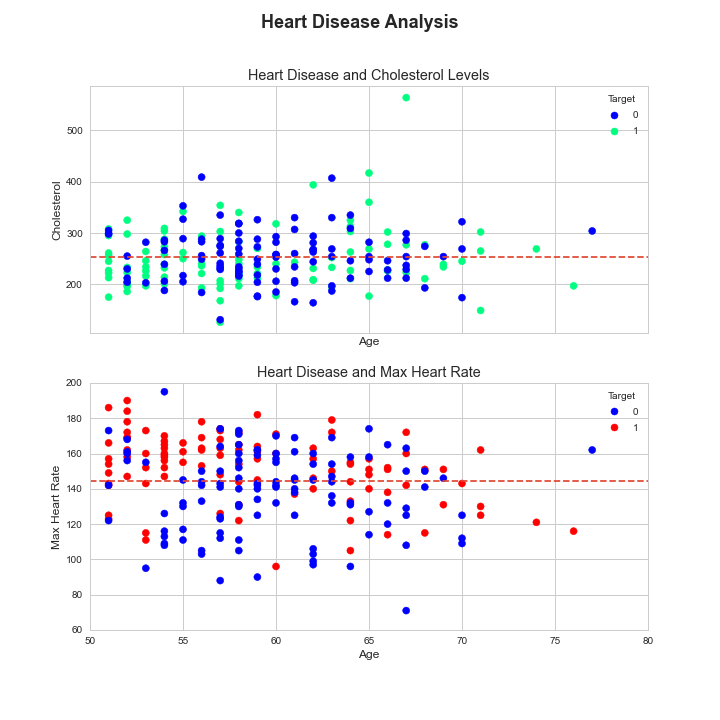 Heart Disease Analysis
Heart Disease and Cholesterol Levels
Target
0
1
500
400
300
200
Cholesterol
Age
Heart Disease and Max Heart Rate
Target
0
1
200
180
160
140
120
100
80
60
Max Heart Rate
50 55 60 65 70 75 80
Age